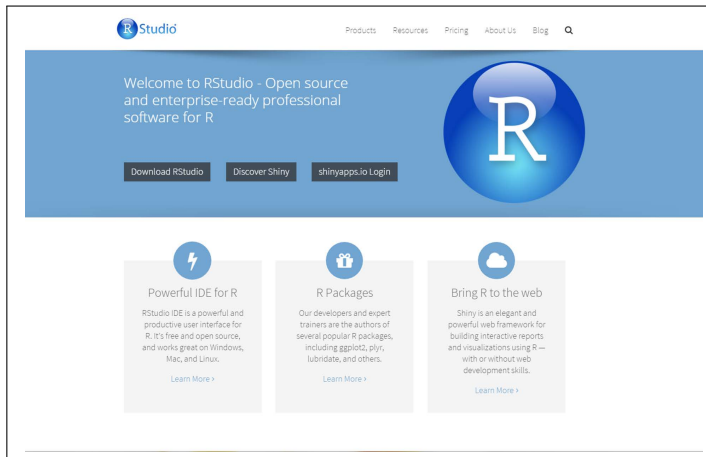 R Studio
Products Resources Pricing About Us Blog
Welcome to RStudio - Open source
and enterprise-ready professional
software for R
R
Download RStudio Discover Shiny shinyapps.io Login
Powerful IDE for R
RStudio IDE is a powerful and
productive user interface for
R. It's free and open source,
and works great on Windows,
Mac, and Linux.
Learn More >
R Packages
Our developers and expert
trainers are the authors of
several popular R packages,
including ggplot2, plyr,
lubridate, and others.
Learn More >
Bring R to the web
Shiny is an elegant and
powerful web framework for
building interactive reports
and visualizations using R —
with or without web
development skills.
Learn More >